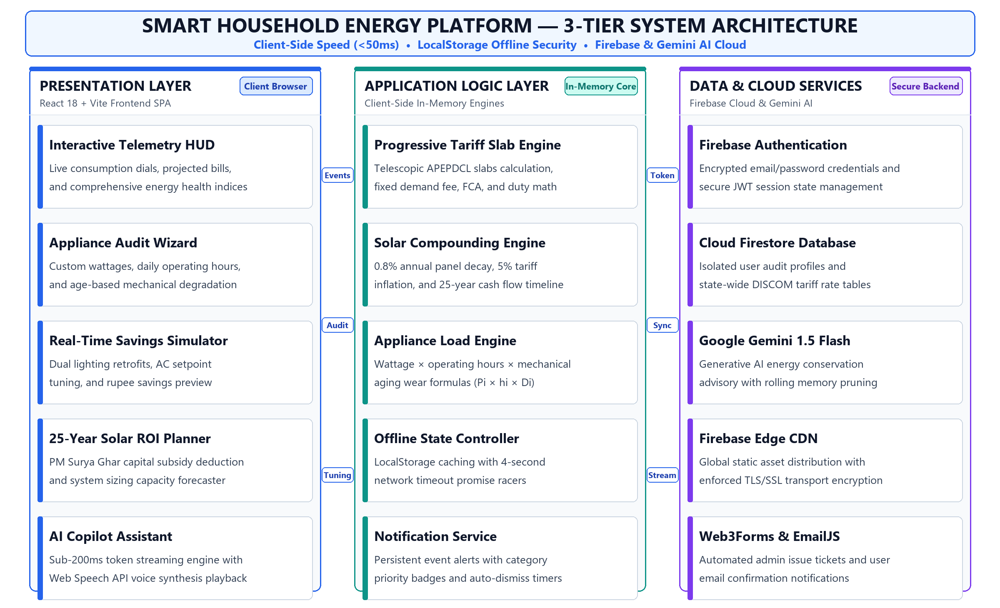 SMART HOUSEHOLD ENERGY PLATFORM — 3-TIER SYSTEM ARCHITECTURE
Client-Side Speed (<50ms) • LocalStorage Offline Security • Firebase & Gemini AI Cloud
PRESENTATION LAYER
Client Browser
React 18 + Vite Frontend SPA
Interactive Telemetry HUD
Live consumption dials, projected bills,
and comprehensive energy health indices
Appliance Audit Wizard
Custom wattages, daily operating hours,
and age-based mechanical degradation
Real-Time Savings Simulator
Dual lighting retrofits, AC setpoint
tuning, and rupee savings preview
25-Year Solar ROI Planner
PM Surya Ghar capital subsidy deduction
and system sizing capacity forecaster
AI Copilot Assistant
Sub-200ms token streaming engine with
Web Speech API voice synthesis playback
Events
Audit
Tuning
APPLICATION LOGIC LAYER
In-Memory Core
Client-Side In-Memory Engines
Progressive Tariff Slab Engine
Telescopic APEPDCL slabs calculation,
fixed demand fee, FCA, and duty math
Solar Compounding Engine
0.8% annual panel decay, 5% tariff
inflation, and 25-year cash flow timeline
Appliance Load Engine
Wattage × operating hours × mechanical
aging wear formulas (Pi × hi × Di)
Offline State Controller
LocalStorage caching with 4-second
network timeout promise racers
Notification Service
Persistent event alerts with category
priority badges and auto-dismiss timers
Token
Sync
Stream
DATA & CLOUD SERVICES
Secure Backend
Firebase Cloud & Gemini AI
Firebase Authentication
Encrypted email/password credentials and
secure JWT session state management
Cloud Firestore Database
Isolated user audit profiles and
state-wide DISCOM tariff rate tables
Google Gemini 1.5 Flash
Generative AI energy conservation
advisory with rolling memory pruning
Firebase Edge CDN
Global static asset distribution with
enforced TLS/SSL transport encryption
Web3Forms & EmailJS
Automated admin issue tickets and user
email confirmation notifications